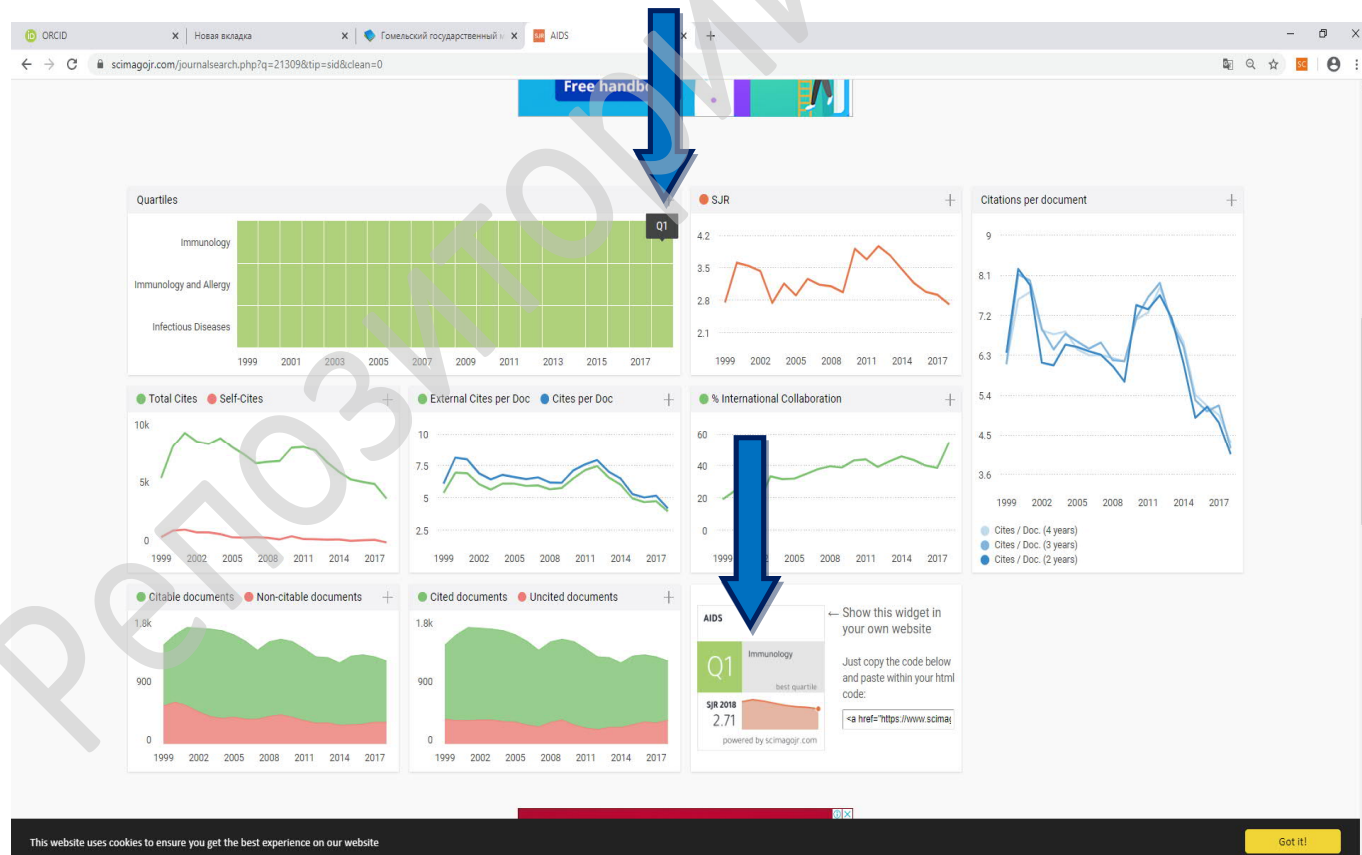 ORCID
Новая вкладка
Гомельский государственный
AIDS
scimagojr.com/journalsearch.php?q=21309&tip=sid&clean=0
SC
Free handbo
Quartiles
Q1
Immunology
Immunology and Allergy
Infectious Diseases
1999 2001 2003 2005 2007 2009 2011 2013 2015 2017
SJR
4.2
3.5
2.8
2.1
1999 2002 2005 2008 2011 2014 2017
Citations per document
9
8.1
7.2
6.3
5.4
4.5
3.6
1999 2002 2005 2008 2011 2014 2017
Cites / Doc. (4 years)
Cites / Doc. (3 years)
Cites / Doc. (2 years)
Total Cites Self-Cites
10k
5k
0
1999 2002 2005 2008 2011 2014 2017
External Cites per Doc Cites per Doc
10
7.5
5
2.5
1999 2002 2005 2008 2011 2014 2017
% International Collaboration
60
40
20
0
1999 2005 2008 2011 2014 2017
Citable documents Non-citable documents
1.8k
900
0
1999 2002 2005 2008 2011 2014 2017
Cited documents Uncited documents
1.8k
900
0
1999 2002 2005 2008 2011 2014 2017
AIDS
Q1
Immunology
best quartile
SJR 2018
2.71
powered by scimagojr.com
← Show this widget in
your own website
Just copy the code below
and paste within your html
code:
<a href="https://www.scimag
This website uses cookies to ensure you get the best experience on our website
Got it!
Репозитори